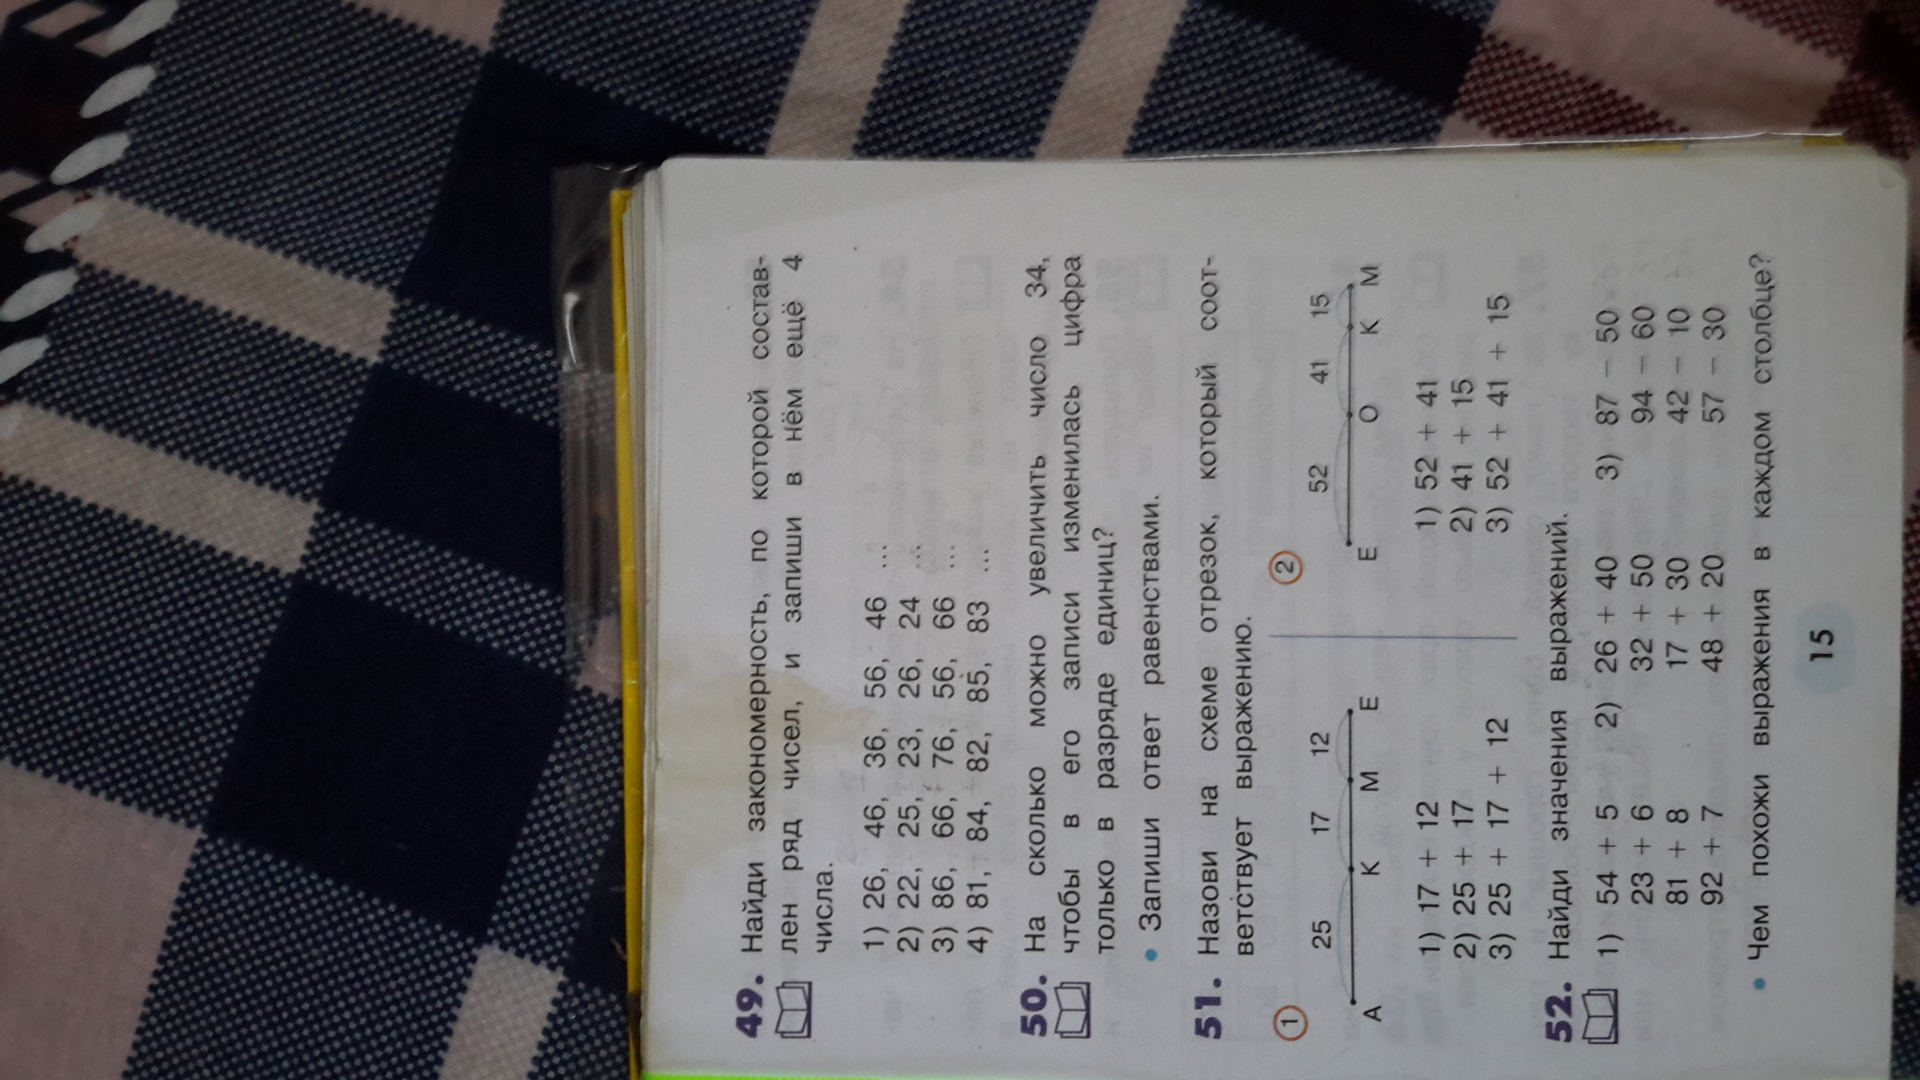 49. Найди закономерность, по которой состав-
лен ряд чисел, и запиши в нём ещё 4
числа.
1) 26, 46, 36, 56, 46 ...
2) 22, 25, 23, 26, 24 ...
3) 86, 66, 76, 56, 66 ...
4) 81, 84, 82, 85, 83 ...
50. На сколько можно увеличить число 34,
чтобы в его записи изменилась цифра
только в разряде единиц?
• Запиши ответ равенствами.
51. Назови на схеме отрезок, который соот-
ветствует выражению.
1
25 17 12
А К М Е
1) 17 + 12
2) 25 + 17
3) 25 + 17 + 12
2
52 41 15
Е О К М
1) 52 + 41
2) 41 + 15
3) 52 + 41 + 15
52. Найди значения выражений.
1) 54 + 5 2) 26 + 40 3) 87 − 50
23 + 6 32 + 50 94 − 60
81 + 8 17 + 30 42 − 10
92 + 7 48 + 20 57 − 30
• Чем похожи выражения в каждом столбце?
15